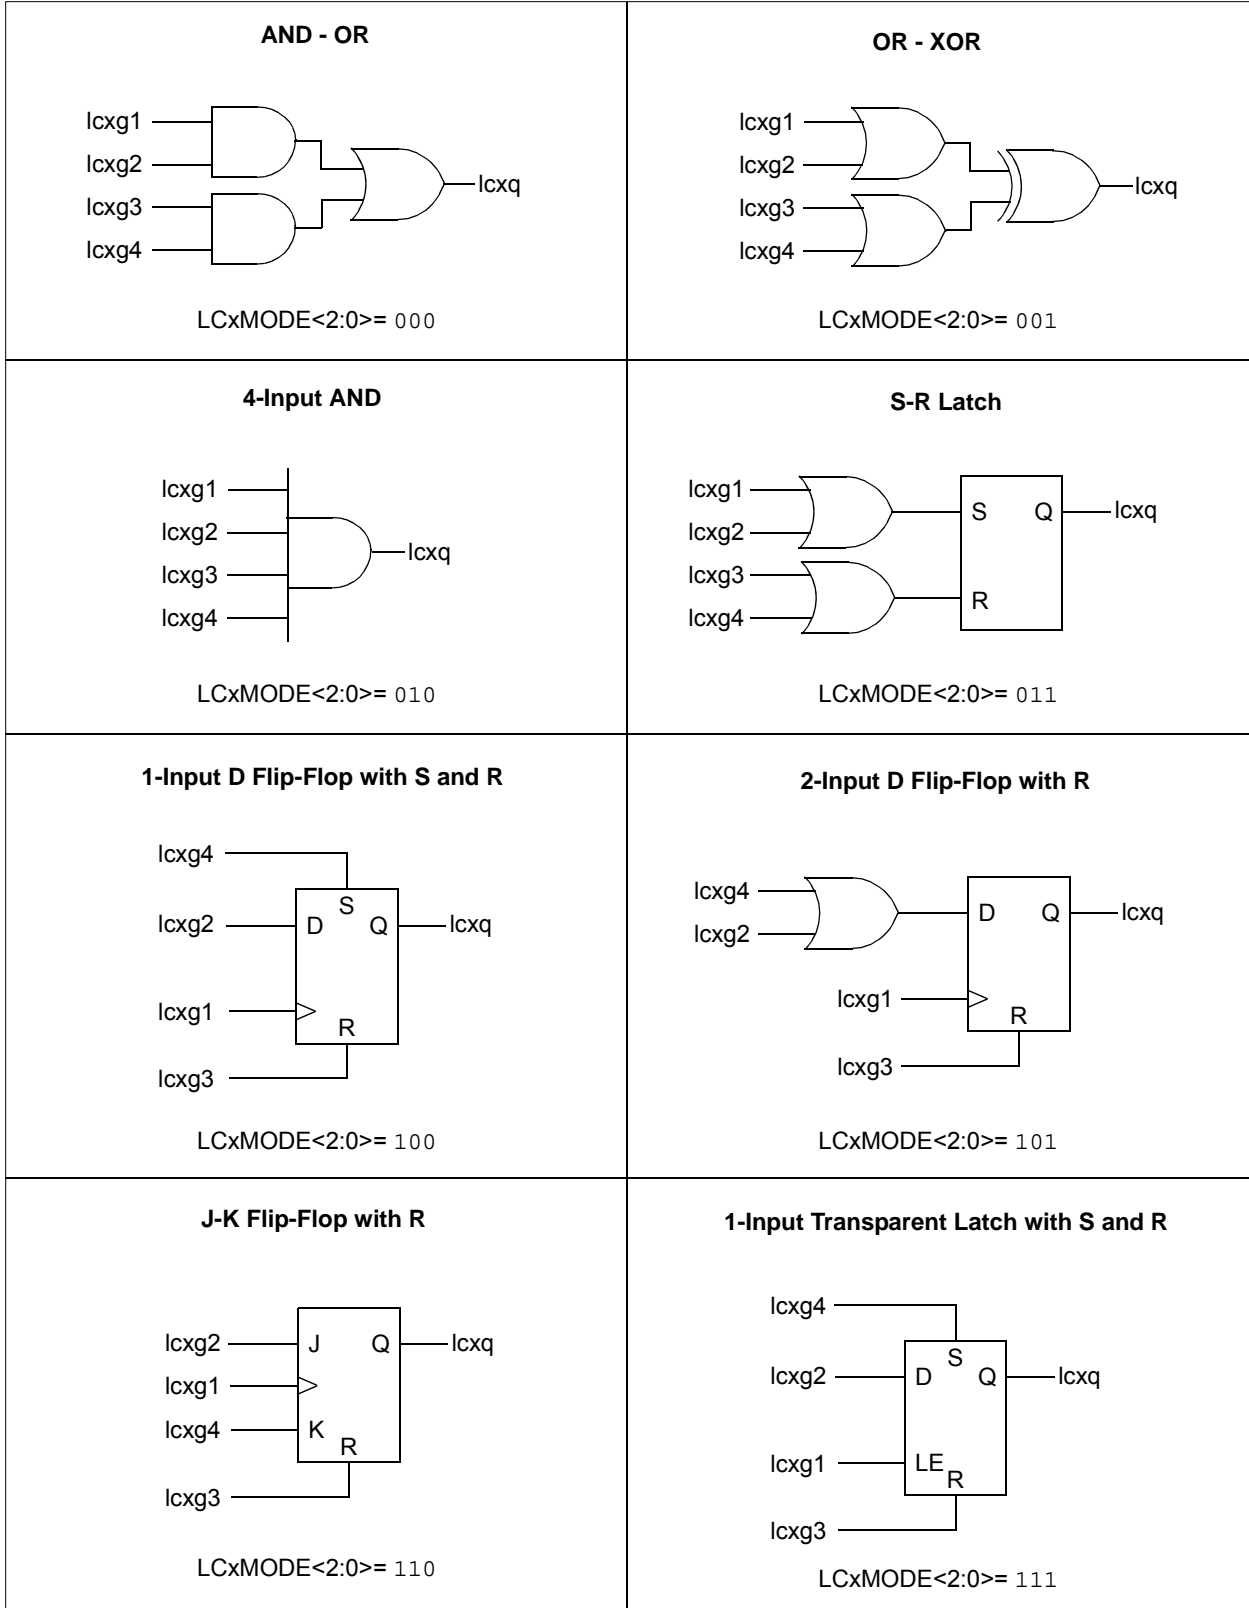 AND - OR
lcxg1
lcxg2
lcxg3
lcxg4
lcxq
LCxMODE<2:0>= 000
OR - XOR
lcxg1
lcxg2
lcxg3
lcxg4
lcxq
LCxMODE<2:0>= 001
4-Input AND
lcxg1
lcxg2
lcxg3
lcxg4
lcxq
LCxMODE<2:0>= 010
S-R Latch
lcxg1
lcxg2
lcxg3
lcxg4
S Q
R
lcxq
LCxMODE<2:0>= 011
1-Input D Flip-Flop with S and R
lcxg4
S
lcxg2
D Q
lcxq
lcxg1
R
lcxg3
LCxMODE<2:0>= 100
2-Input D Flip-Flop with R
lcxg4
lcxg2
D Q
lcxq
lcxg1
R
lcxg3
LCxMODE<2:0>= 101
J-K Flip-Flop with R
lcxg2
J Q
lcxq
lcxg1
lcxg4
K
R
lcxg3
LCxMODE<2:0>= 110
1-Input Transparent Latch with S and R
lcxg4
S
lcxg2
D Q
lcxq
lcxg1
LE
R
lcxg3
LCxMODE<2:0>= 111